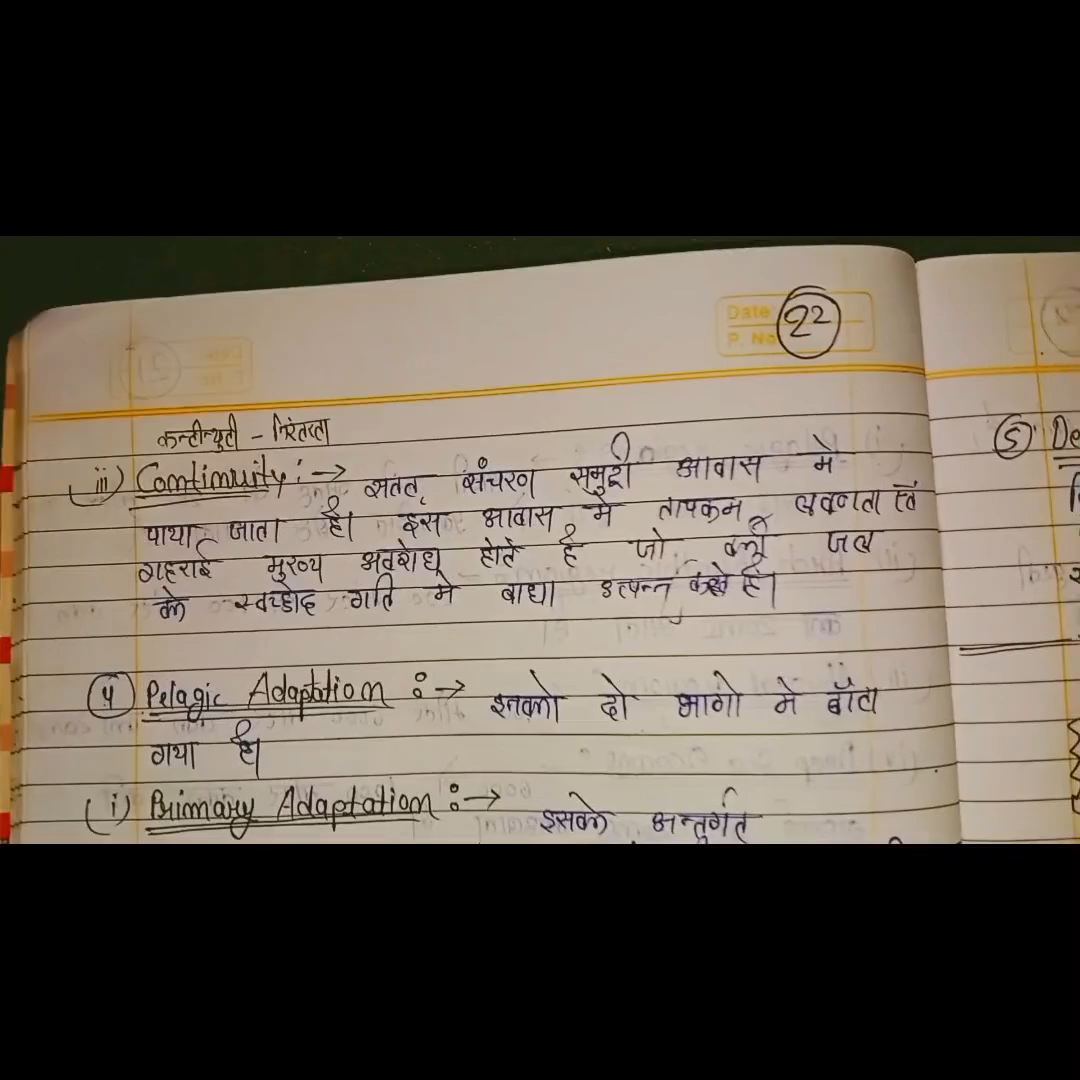 Date
P. No
22
कन्टीन्युटी - निरंतरता
(iii) Continuity :→ सतत् संचरण समुद्री आवास मे
पाया जाता है। इस आवास मे तापक्रम, लवणता एवं
गहराई मुख्य अवरोध होते है जो जल
के स्वच्छंद गति मे बाधा उत्पन्न करते है।
④ Pelagic Adaptation :→ इनको दो भागो मे बाँटा
गया है।
(i) Primary Adaptation :→ इसके अन्तर्गत
⑤ De